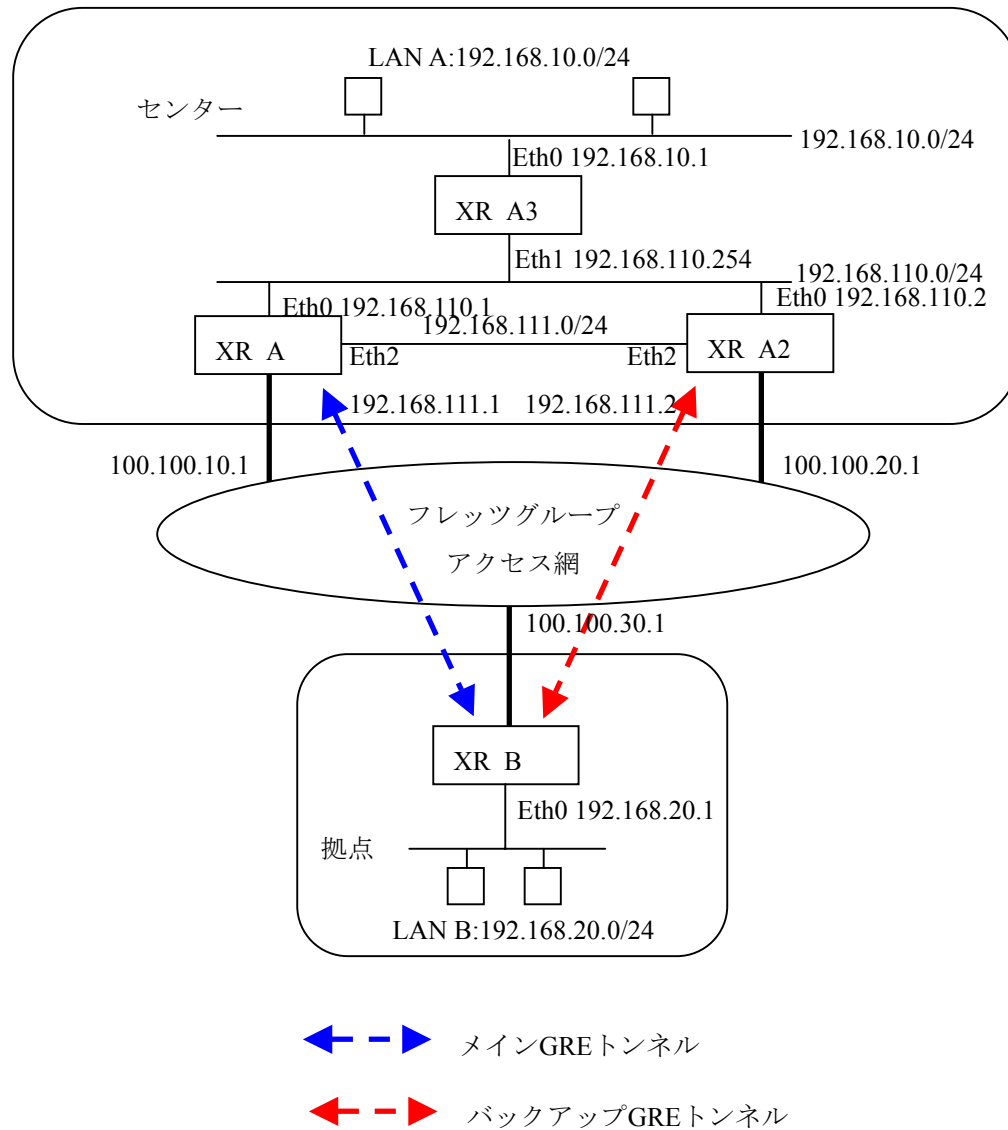 LAN A:192.168.10.0/24
センター
192.168.10.0/24
Eth0 192.168.10.1
XR A3
Eth1 192.168.110.254
192.168.110.0/24
Eth0 192.168.110.1
Eth0 192.168.110.2
192.168.111.0/24
XR A
Eth2
Eth2
XR A2
192.168.111.1
192.168.111.2
100.100.10.1
100.100.20.1
フレッツグループ
アクセス網
100.100.30.1
XR B
Eth0 192.168.20.1
拠点
LAN B:192.168.20.0/24
メインGREトンネル
バックアップGREトンネル